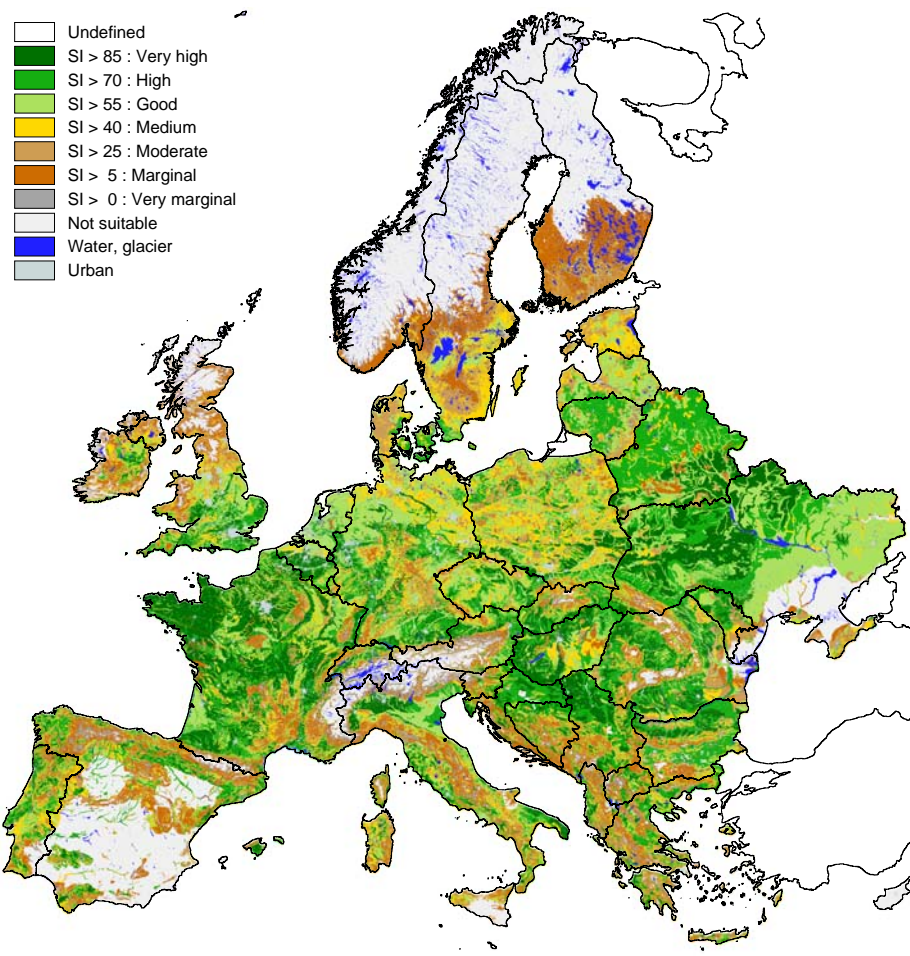 Undefined
SI > 85 : Very high
SI > 70 : High
SI > 55 : Good
SI > 40 : Medium
SI > 25 : Moderate
SI > 5 : Marginal
SI > 0 : Very marginal
Not suitable
Water, glacier
Urban